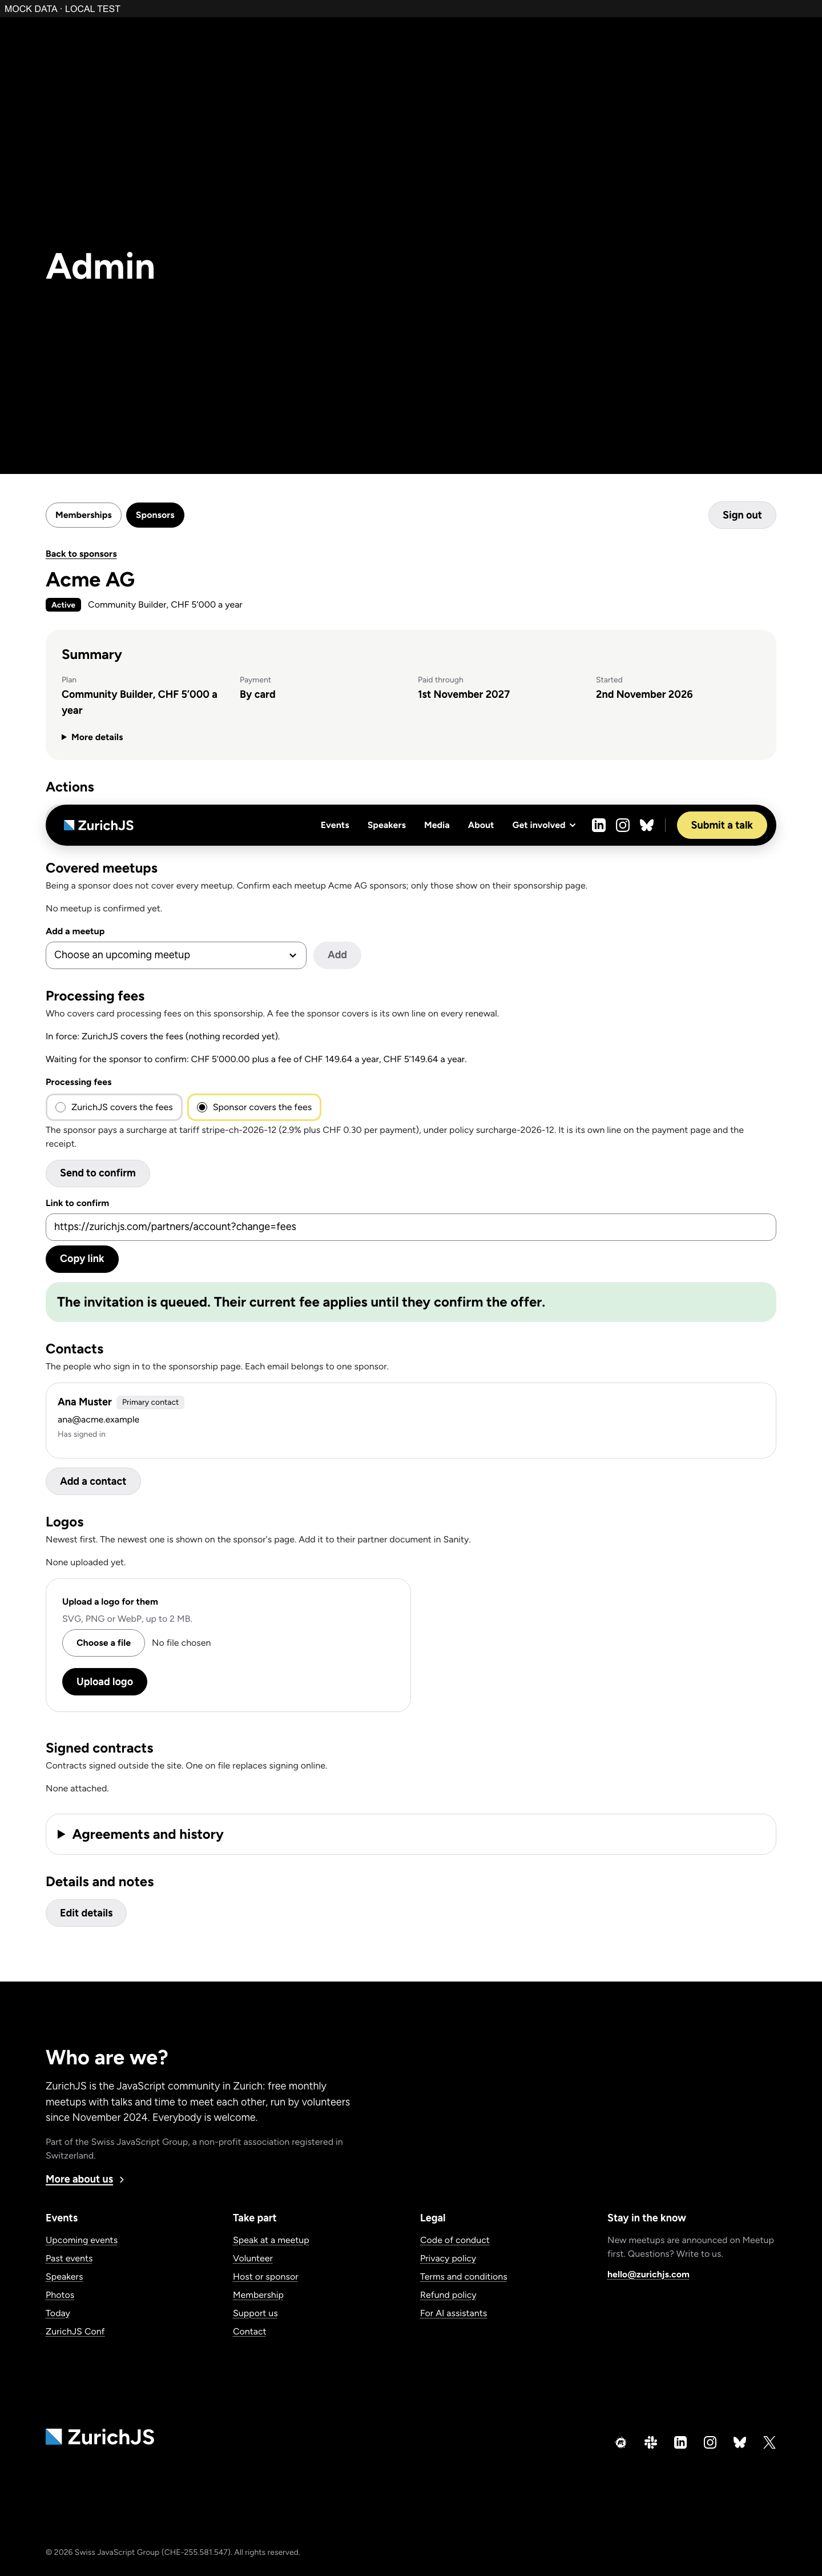 MOCK DATA · LOCAL TEST
Admin
Memberships
Sponsors
Sign out
Back to sponsors
Acme AG
Active
Community Builder, CHF 5’000 a year
Summary
Plan
Community Builder, CHF 5’000 a
year
Payment
By card
Paid through
1st November 2027
Started
2nd November 2026
More details
Actions
ZurichJS
Events
Speakers
Media
About
Get involved
Submit a talk
Covered meetups
Being a sponsor does not cover every meetup. Confirm each meetup Acme AG sponsors; only those show on their sponsorship page.
No meetup is confirmed yet.
Add a meetup
Choose an upcoming meetup
Add
Processing fees
Who covers card processing fees on this sponsorship. A fee the sponsor covers is its own line on every renewal.
In force: ZurichJS covers the fees (nothing recorded yet).
Waiting for the sponsor to confirm: CHF 5’000.00 plus a fee of CHF 149.64 a year, CHF 5’149.64 a year.
Processing fees
ZurichJS covers the fees
Sponsor covers the fees
The sponsor pays a surcharge at tariff stripe-ch-2026-12 (2.9% plus CHF 0.30 per payment), under policy surcharge-2026-12. It is its own line on the payment page and the
receipt.
Send to confirm
Link to confirm
https://zurichjs.com/partners/account?change=fees
Copy link
The invitation is queued. Their current fee applies until they confirm the offer.
Contacts
The people who sign in to the sponsorship page. Each email belongs to one sponsor.
Ana Muster
Primary contact
ana@acme.example
Has signed in
Add a contact
Logos
Newest first. The newest one is shown on the sponsor's page. Add it to their partner document in Sanity.
None uploaded yet.
Upload a logo for them
SVG, PNG or WebP, up to 2 MB.
Choose a file
No file chosen
Upload logo
Signed contracts
Contracts signed outside the site. One on file replaces signing online.
None attached.
Agreements and history
Details and notes
Edit details
Who are we?
ZurichJS is the JavaScript community in Zurich: free monthly
meetups with talks and time to meet each other, run by volunteers
since November 2024. Everybody is welcome.
Part of the Swiss JavaScript Group, a non-profit association registered in
Switzerland.
More about us
Events
Upcoming events
Past events
Speakers
Photos
Today
ZurichJS Conf
Take part
Speak at a meetup
Volunteer
Host or sponsor
Membership
Support us
Contact
Legal
Code of conduct
Privacy policy
Terms and conditions
Refund policy
For AI assistants
Stay in the know
New meetups are announced on Meetup
first. Questions? Write to us.
hello@zurichjs.com
ZurichJS
© 2026 Swiss JavaScript Group (CHE-255.581.547). All rights reserved.